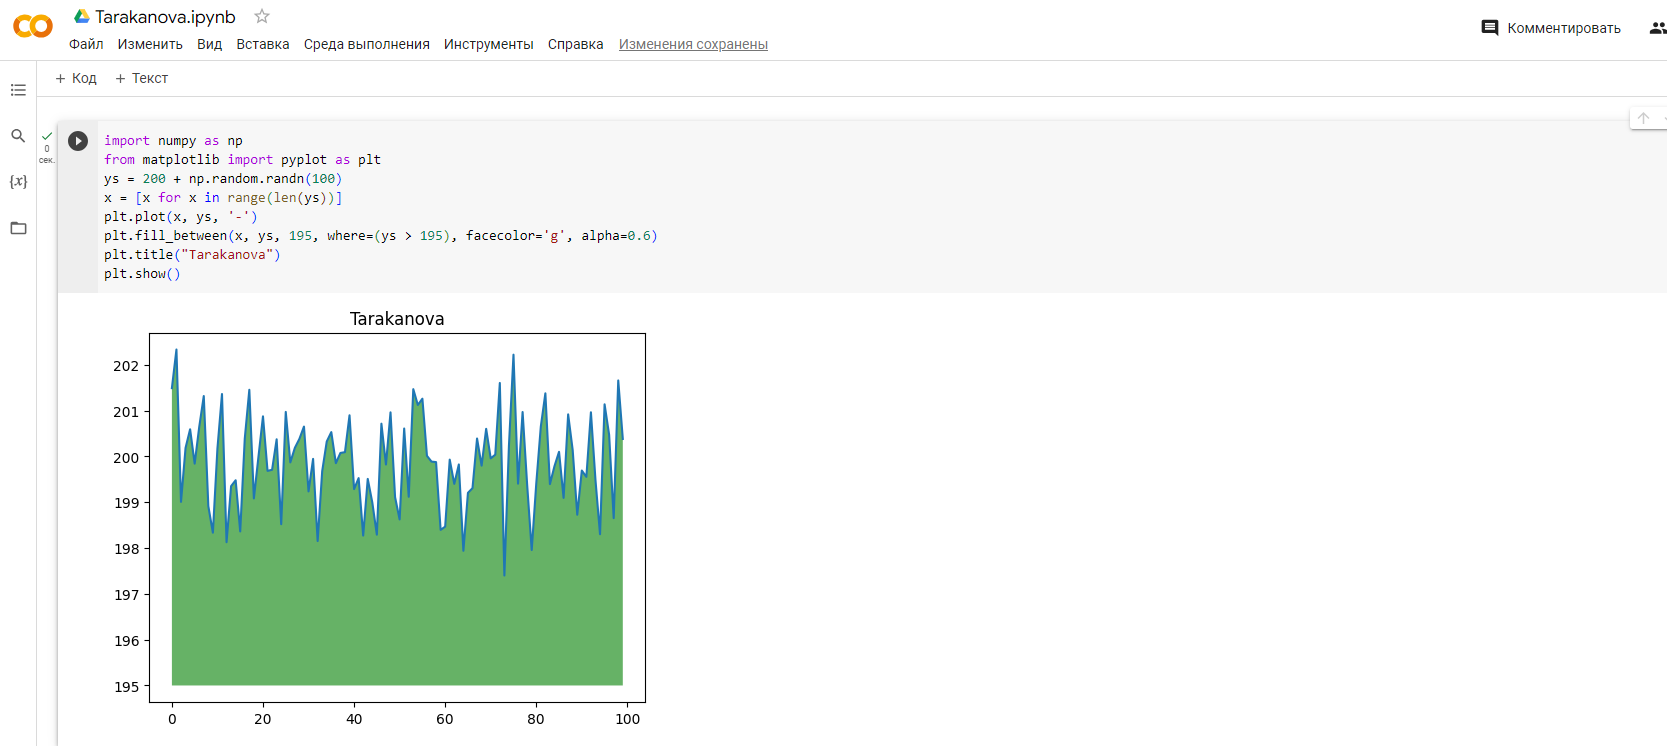 Tarakanova.ipynb
Файл Изменить Вид Вставка Среда выполнения Инструменты Справка Изменения сохранены
Комментировать
+ Код + Текст
0
сек.
{x}
import numpy as np
from matplotlib import pyplot as plt
ys = 200 + np.random.randn(100)
x = [x for x in range(len(ys))]
plt.plot(x, ys, '-')
plt.fill_between(x, ys, 195, where=(ys > 195), facecolor='g', alpha=0.6)
plt.title("Tarakanova")
plt.show()
Tarakanova
202
201
200
199
198
197
196
195
0 20 40 60 80 100